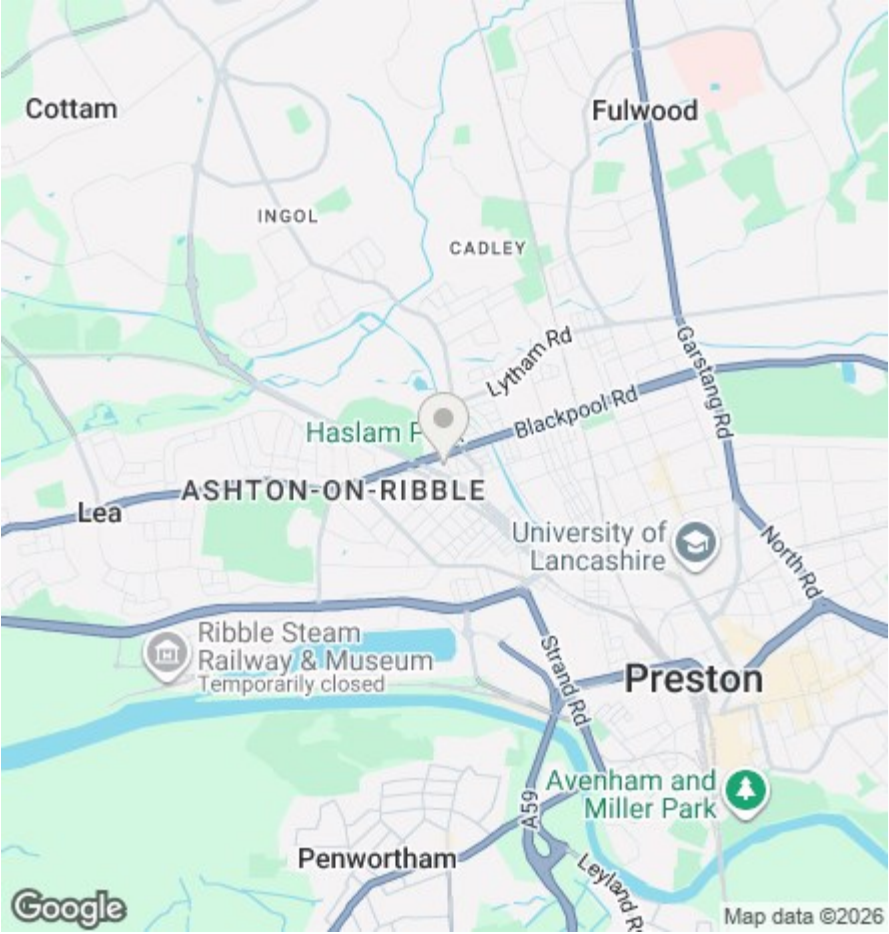 Cottam
Fulwood
INGOL
CADLEY
Lytham Rd
Garstang Rd
Blackpool Rd
Haslam
ASHTON-ON-RIBBLE
Lea
University of
Lancashire
North Rd
Ribble Steam
Railway & Museum
Temporarily closed
Strand Rd
Preston
Avenham and
Miller Park
A59
Penwortham
Leyland
Google
Map data ©2026